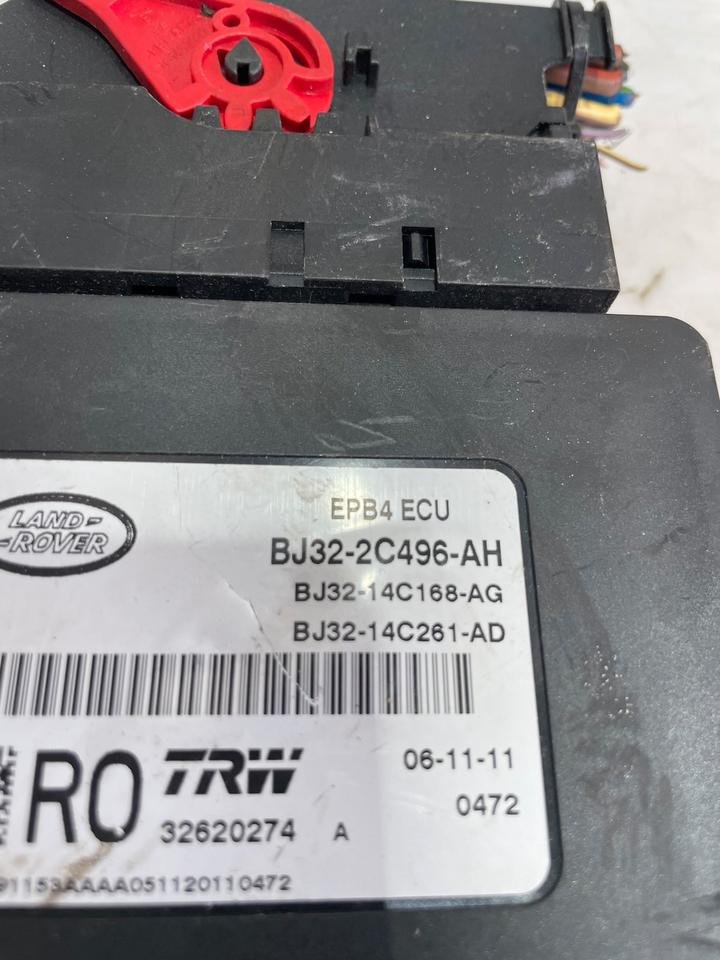 LAND-
-ROVER
EPB4 ECU
BJ32-2C496-AH
BJ32-14C168-AG
BJ32-14C261-AD
RO
TRW
06-11-11
32620274 A
0472
91153AAAA051120110472